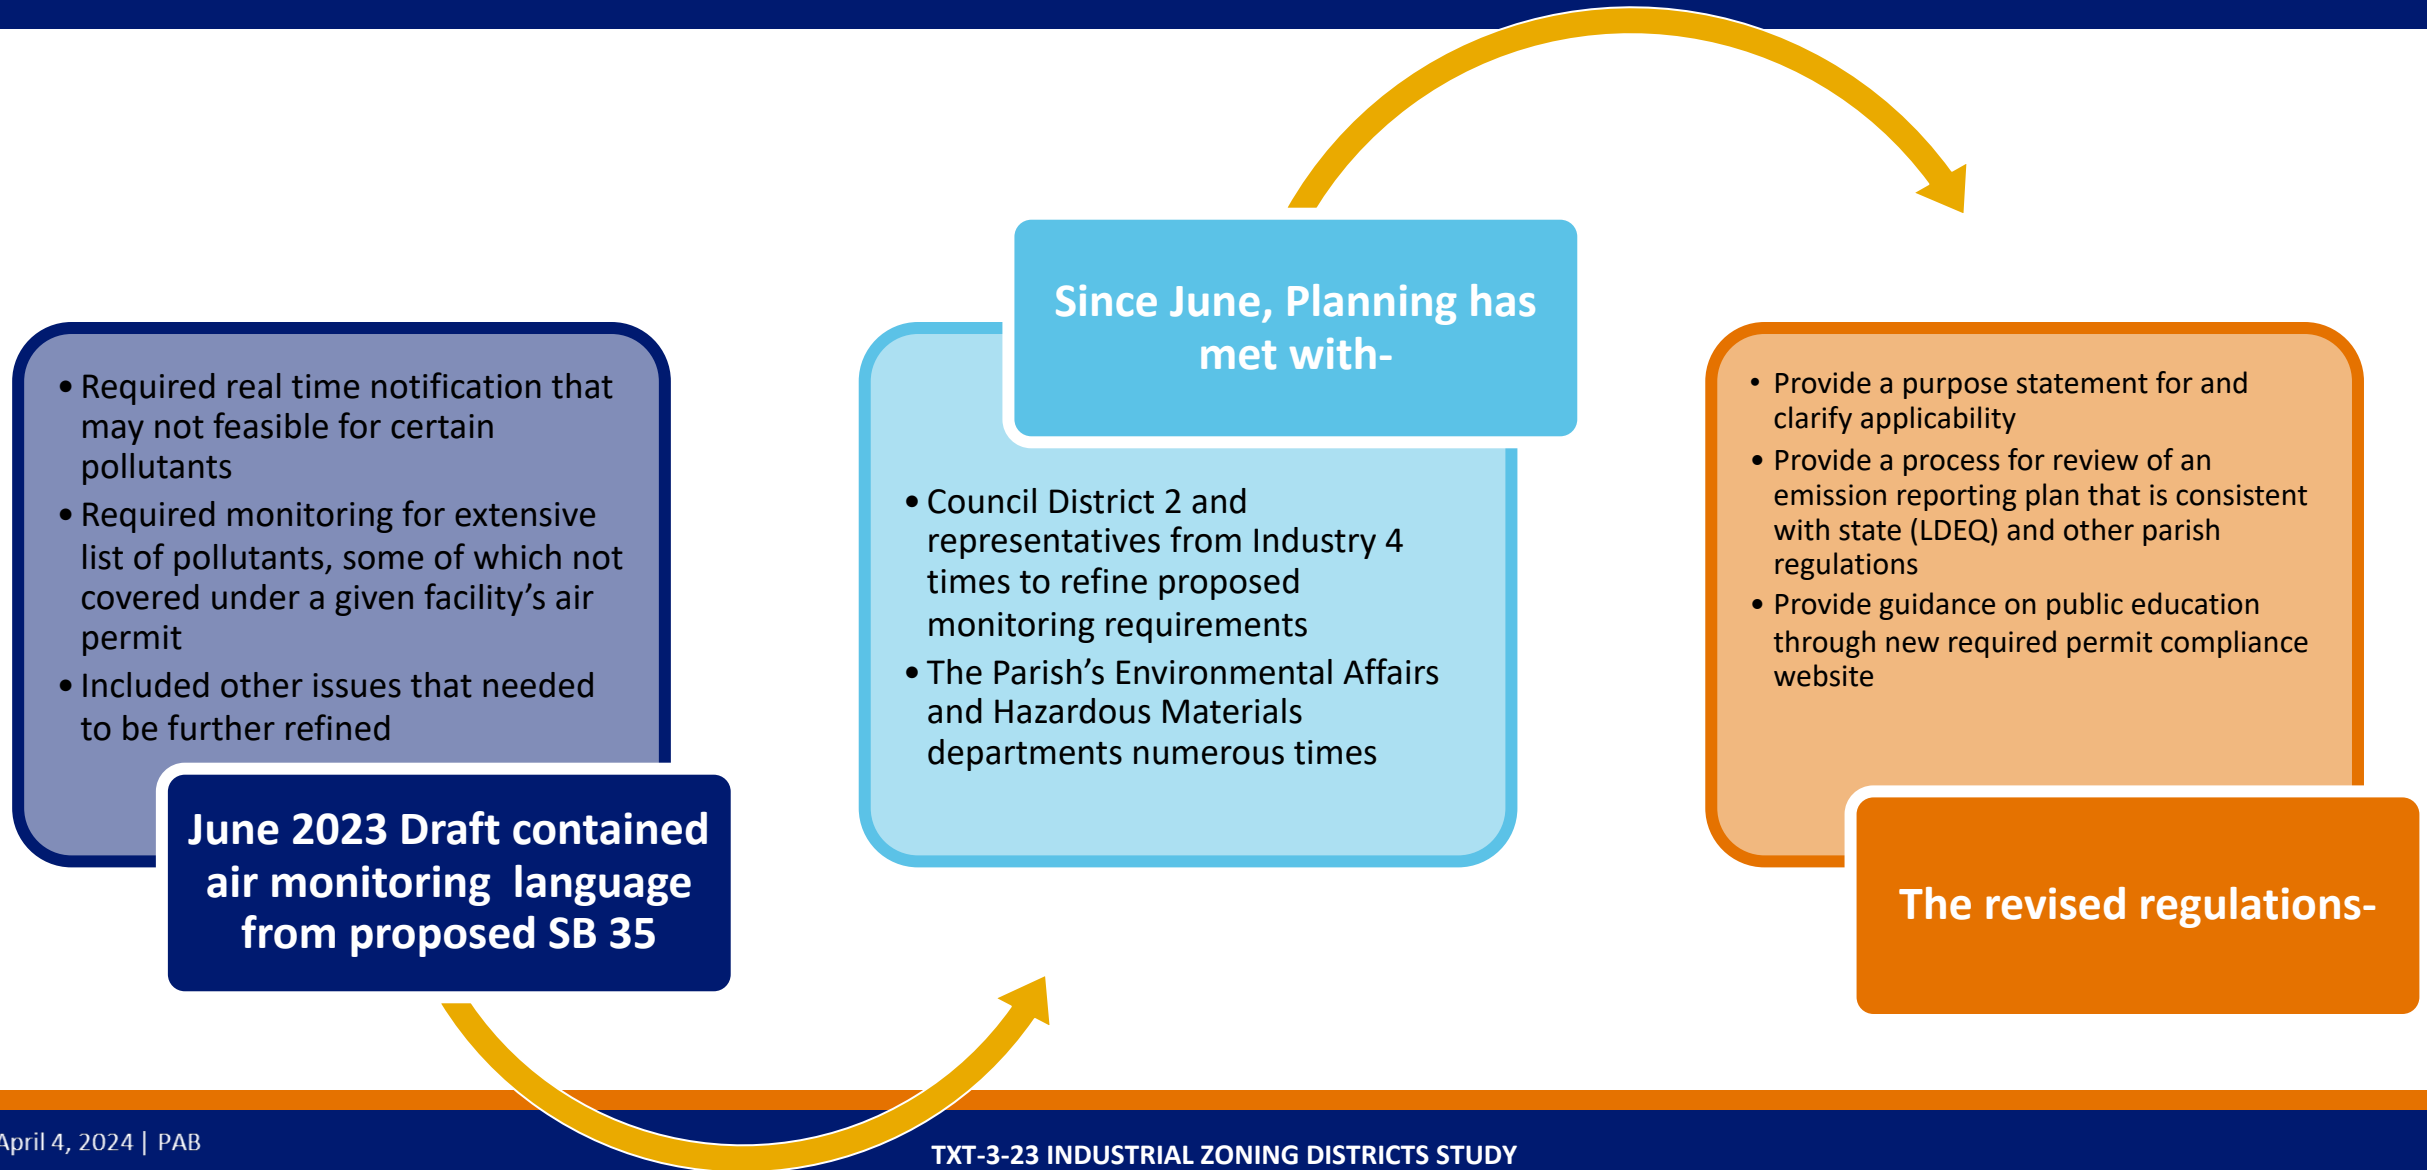 • Required real time notification that
may not feasible for certain
pollutants
• Required monitoring for extensive
list of pollutants, some of which not
covered under a given facility’s air
permit
• Included other issues that needed
to be further refined
June 2023 Draft contained
air monitoring language
from proposed SB 35
Since June, Planning has
met with-
• Council District 2 and
representatives from Industry 4
times to refine proposed
monitoring requirements
• The Parish’s Environmental Affairs
and Hazardous Materials
departments numerous times
• Provide a purpose statement for and
clarify applicability
• Provide a process for review of an
emission reporting plan that is consistent
with state (LDEQ) and other parish
regulations
• Provide guidance on public education
through new required permit compliance
website
The revised regulations-
April 4, 2024 | PAB
TXT-3-23 INDUSTRIAL ZONING DISTRICTS STUDY